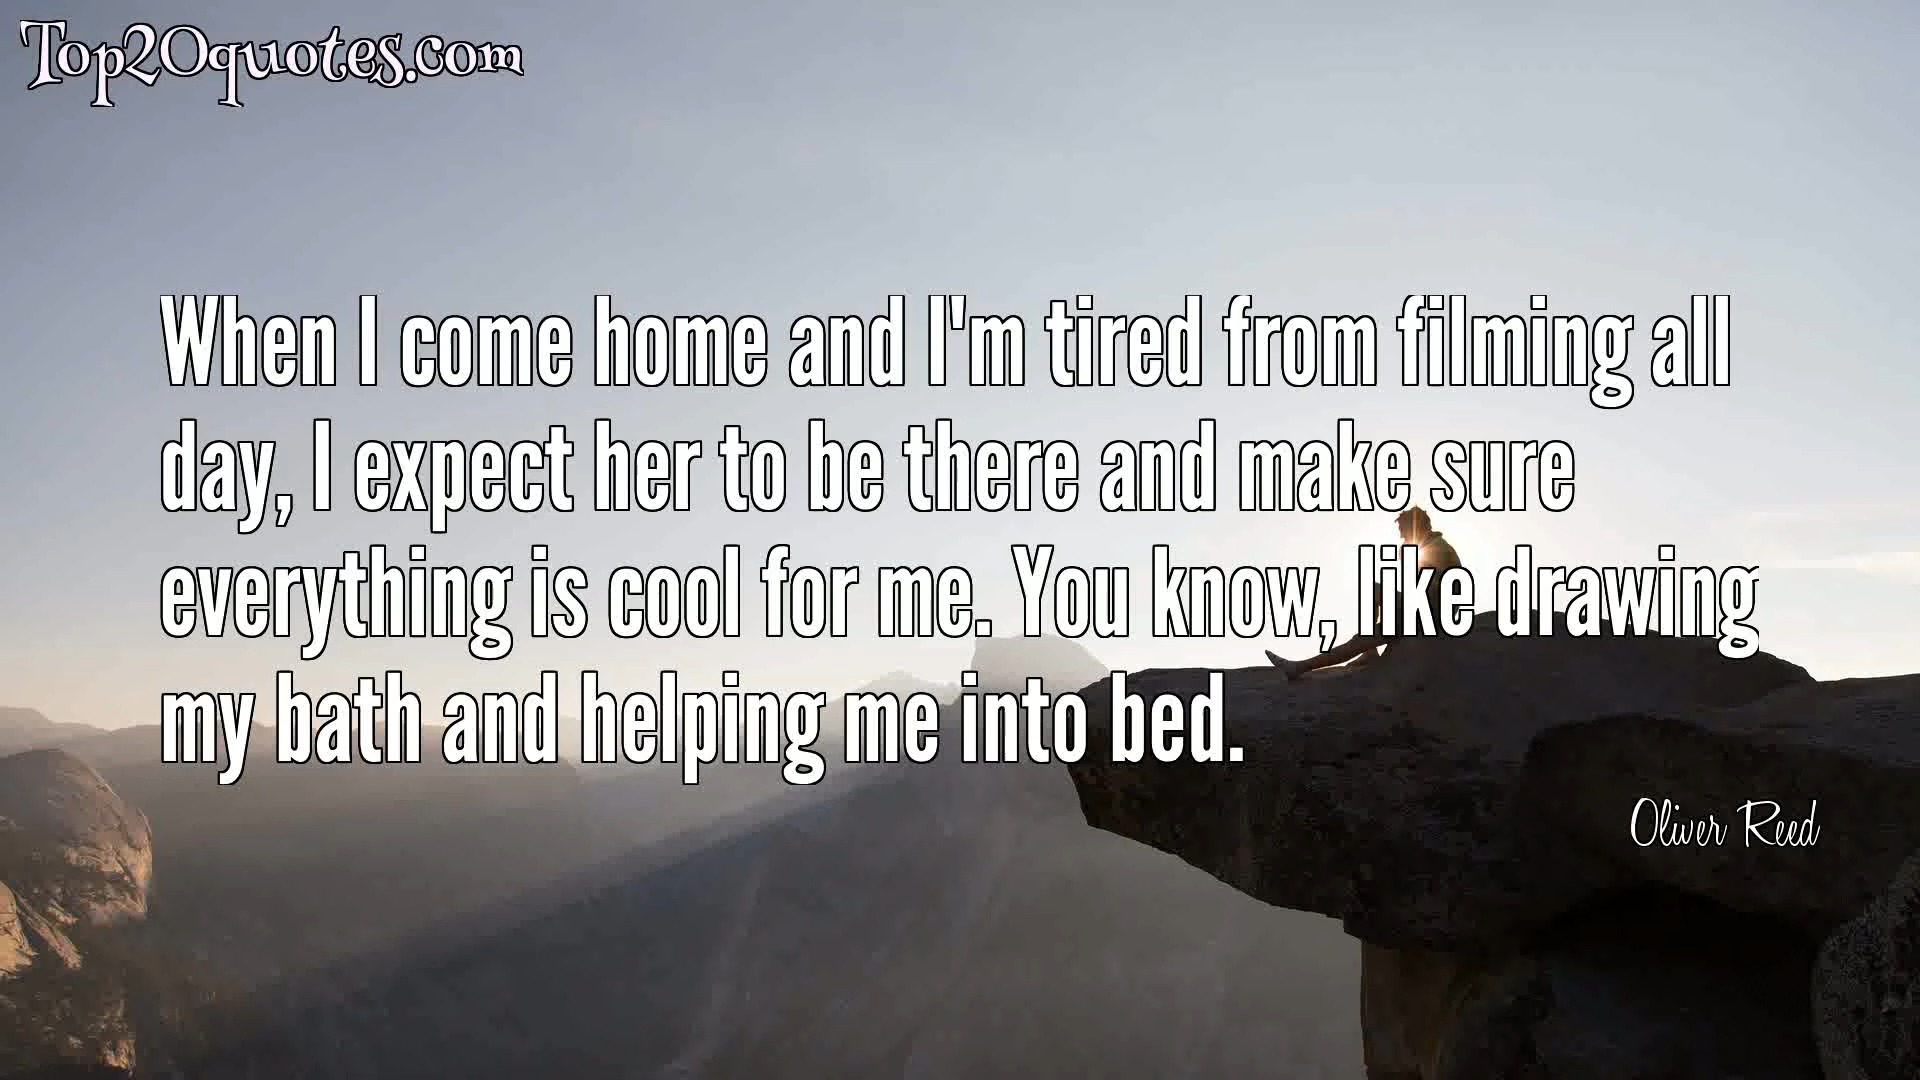 Top20quotes.com
When I come home and I'm tired from filming all
day, I expect her to be there and make sure
everything is cool for me. You know, like drawing
my bath and helping me into bed.
Oliver Reed